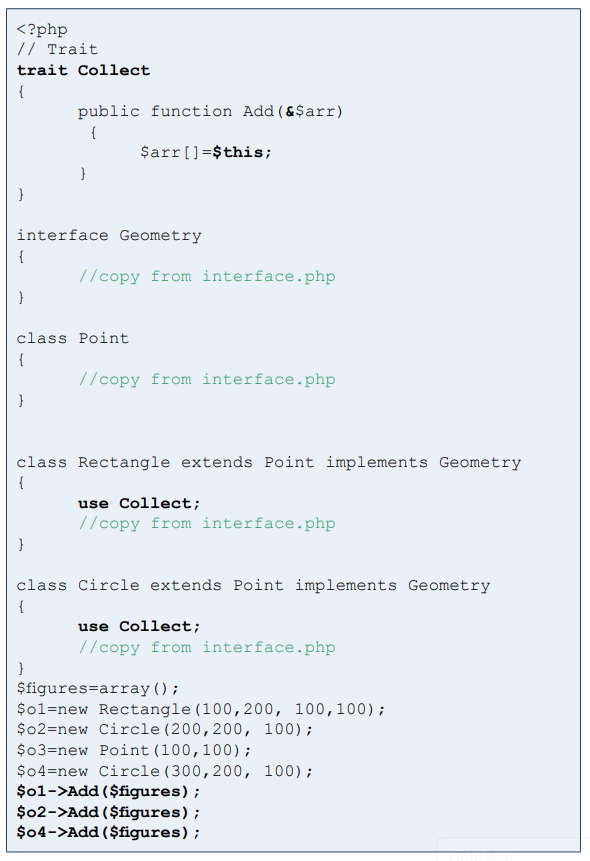 <?php
// Trait
trait Collect
{
public function Add(&$arr)
{
$arr[]=$this;
}
}
interface Geometry
{
//copy from interface.php
}
class Point
{
//copy from interface.php
}
class Rectangle extends Point implements Geometry
{
use Collect;
//copy from interface.php
}
class Circle extends Point implements Geometry
{
use Collect;
//copy from interface.php
}
$figures=array();
$o1=new Rectangle(100,200, 100,100);
$o2=new Circle(200,200, 100);
$o3=new Point(100,100);
$o4=new Circle(300,200, 100);
$o1->Add($figures);
$o2->Add($figures);
$o4->Add($figures);